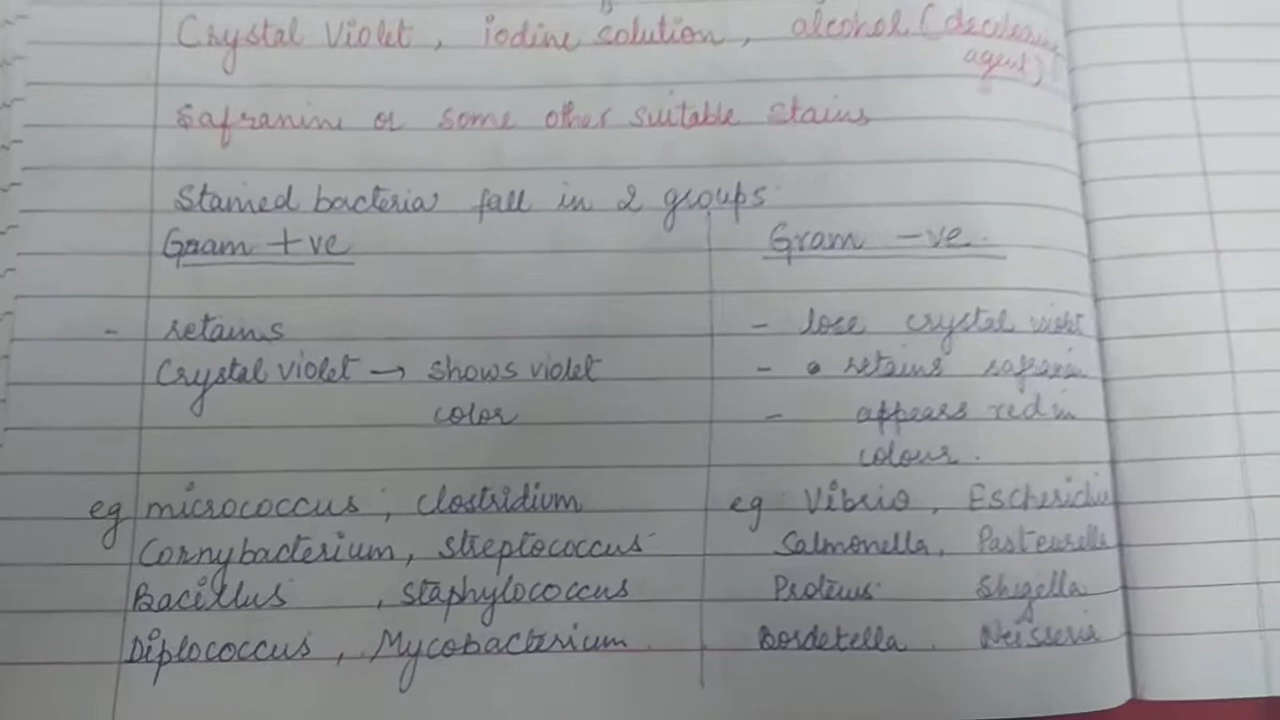 Crystal Violet, iodine solution, alcohol (
agent)
Safranine or some other suitable stains
Stained bacteria fall in 2 groups
Gram +ve
Gram -ve.
- retains
Crystal violet → shows violet
color
- lose crystal violet
- retains safranin
- appears red in
colour.
eg micrococcus, clostridium
Cornybacterium, streptococcus
Bacillus, staphylococcus
Diplococcus, Mycobacterium
eg Vibrio, Escherichia
Salmonella, Pasteurella
Proteus Shigella
Bordetella. Neisseria